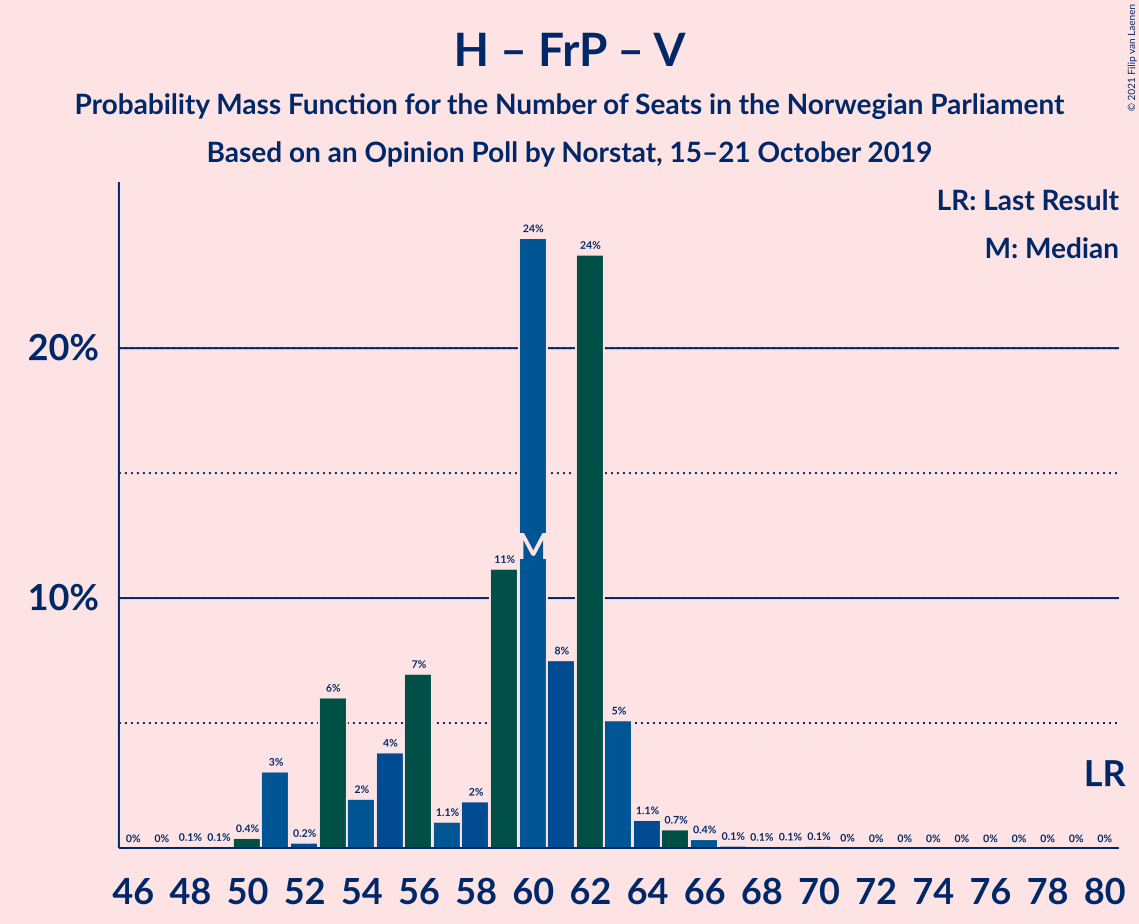 © 2021 Filip van Laenen
H – FrP – V
Probability Mass Function for the Number of Seats in the Norwegian Parliament
Based on an Opinion Poll by Norstat, 15–21 October 2019
LR: Last Result
M: Median
20%
10%
0% 0% 0.1% 0.1% 0.4% 3% 0.2% 6% 2% 4% 7% 1.1% 2% 11% 24% 8% 24% 5% 1.1% 0.7% 0.4% 0.1% 0.1% 0.1% 0.1% 0% 0% 0% 0% 0% 0% 0% 0% 0% 0%
M
LR
46 48 50 52 54 56 58 60 62 64 66 68 70 72 74 76 78 80